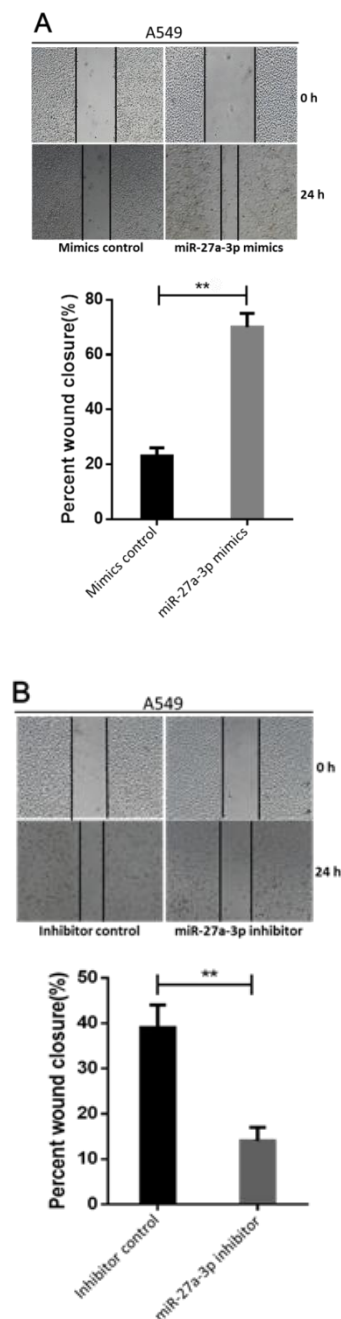 A
A549
0 h
24 h
Mimics control
miR-27a-3p mimics
**
Percent wound closure(%)
80
60
40
20
0
Mimics control
miR-27a-3p mimics
B
A549
0 h
24 h
Inhibitor control
miR-27a-3p inhibitor
**
Percent wound closure(%)
50
40
30
20
10
0
Inhibitor control
miR-27a-3p inhibitor